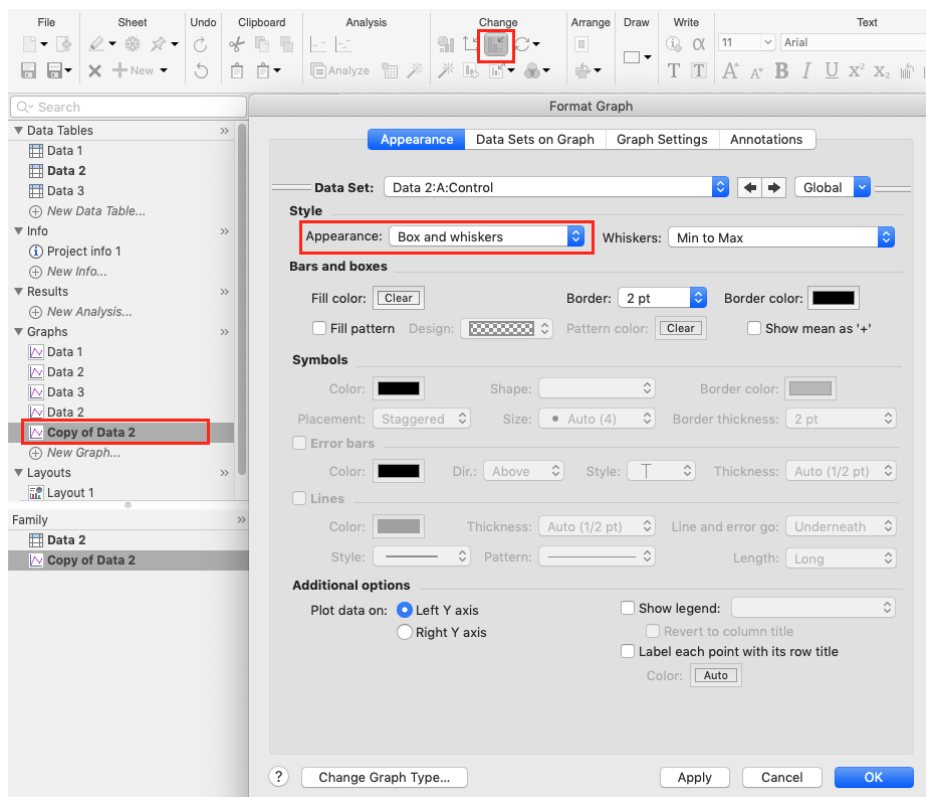 File Sheet Undo Clipboard Analysis Change Arrange Draw Write Text
α 11 Arial
New Analyze T T A A B I U X² X₂
Search
Format Graph
Data Tables »
Data 1
Data 2
Data 3
New Data Table...
Info »
Project info 1
New Info...
Results »
New Analysis...
Graphs »
Data 1
Data 2
Data 3
Data 2
Copy of Data 2
New Graph...
Layouts »
Layout 1
Family »
Data 2
Copy of Data 2
Appearance Data Sets on Graph Graph Settings Annotations
Data Set: Data 2:A:Control Global
Style
Appearance: Box and whiskers Whiskers: Min to Max
Bars and boxes
Fill color: Clear Border: 2 pt Border color:
Fill pattern Design: Pattern color: Clear Show mean as '+'
Symbols
Color: Shape: Border color:
Placement: Staggered Size: • Auto (4) Border thickness: 2 pt
Error bars
Color: Dir.: Above Style: Thickness: Auto (1/2 pt)
Lines
Color: Thickness: Auto (1/2 pt) Line and error go: Underneath
Style: Pattern: Length: Long
Additional options
Plot data on: Left Y axis Show legend:
Right Y axis Revert to column title
Label each point with its row title
Color: Auto
? Change Graph Type... Apply Cancel OK